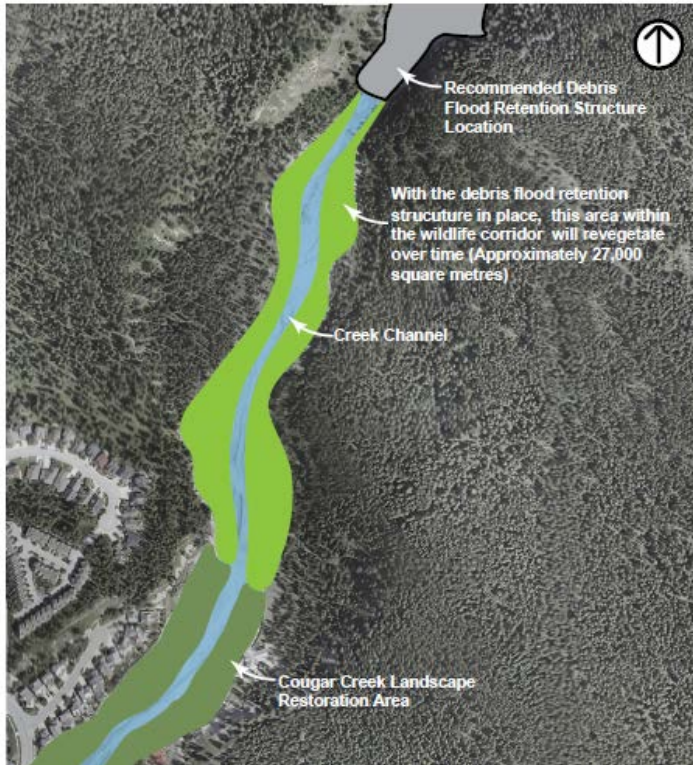 Recommended Debris
Flood Retention Structure
Location
With the debris flood retention
strucuture in place, this area within
the wildlife corridor will revegetate
over time (Approximately 27,000
square metres)
Creek Channel
Cougar Creek Landscape
Restoration Area